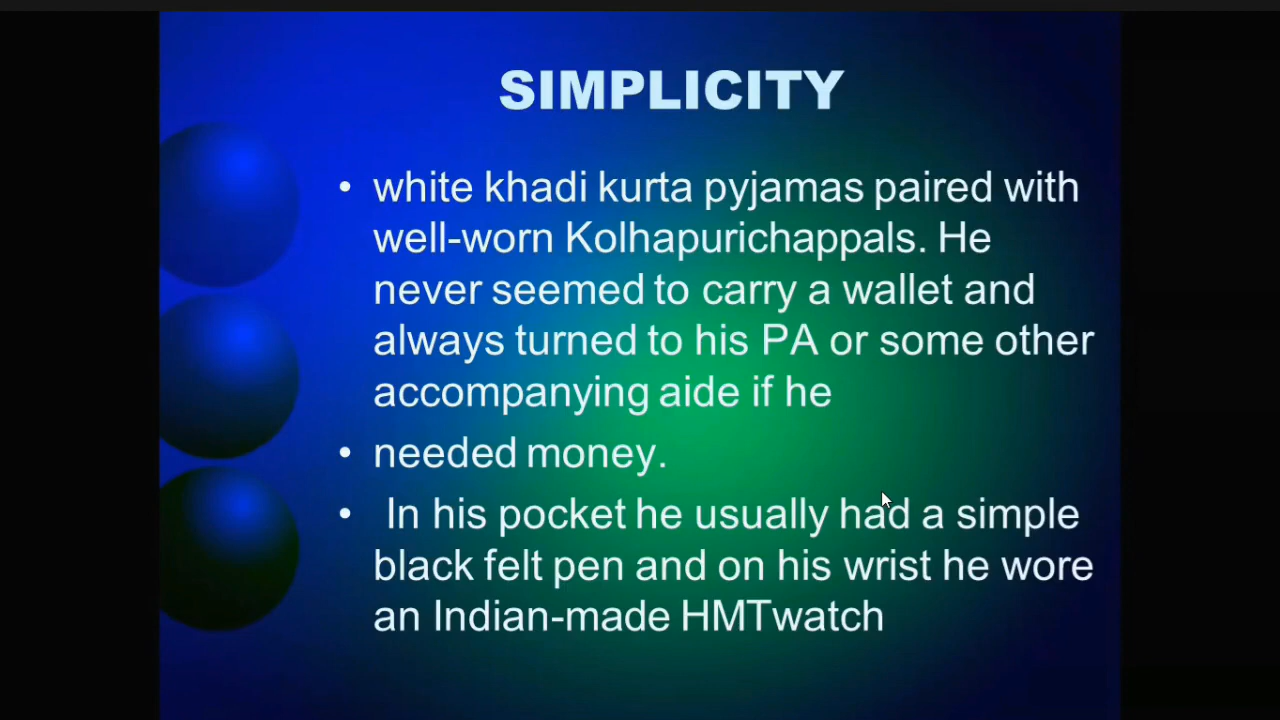 SIMPLICITY
• white khadi kurta pyjamas paired with
well-worn Kolhapurichappals. He
never seemed to carry a wallet and
always turned to his PA or some other
accompanying aide if he
• needed money.
• In his pocket he usually had a simple
black felt pen and on his wrist he wore
an Indian-made HMTwatch